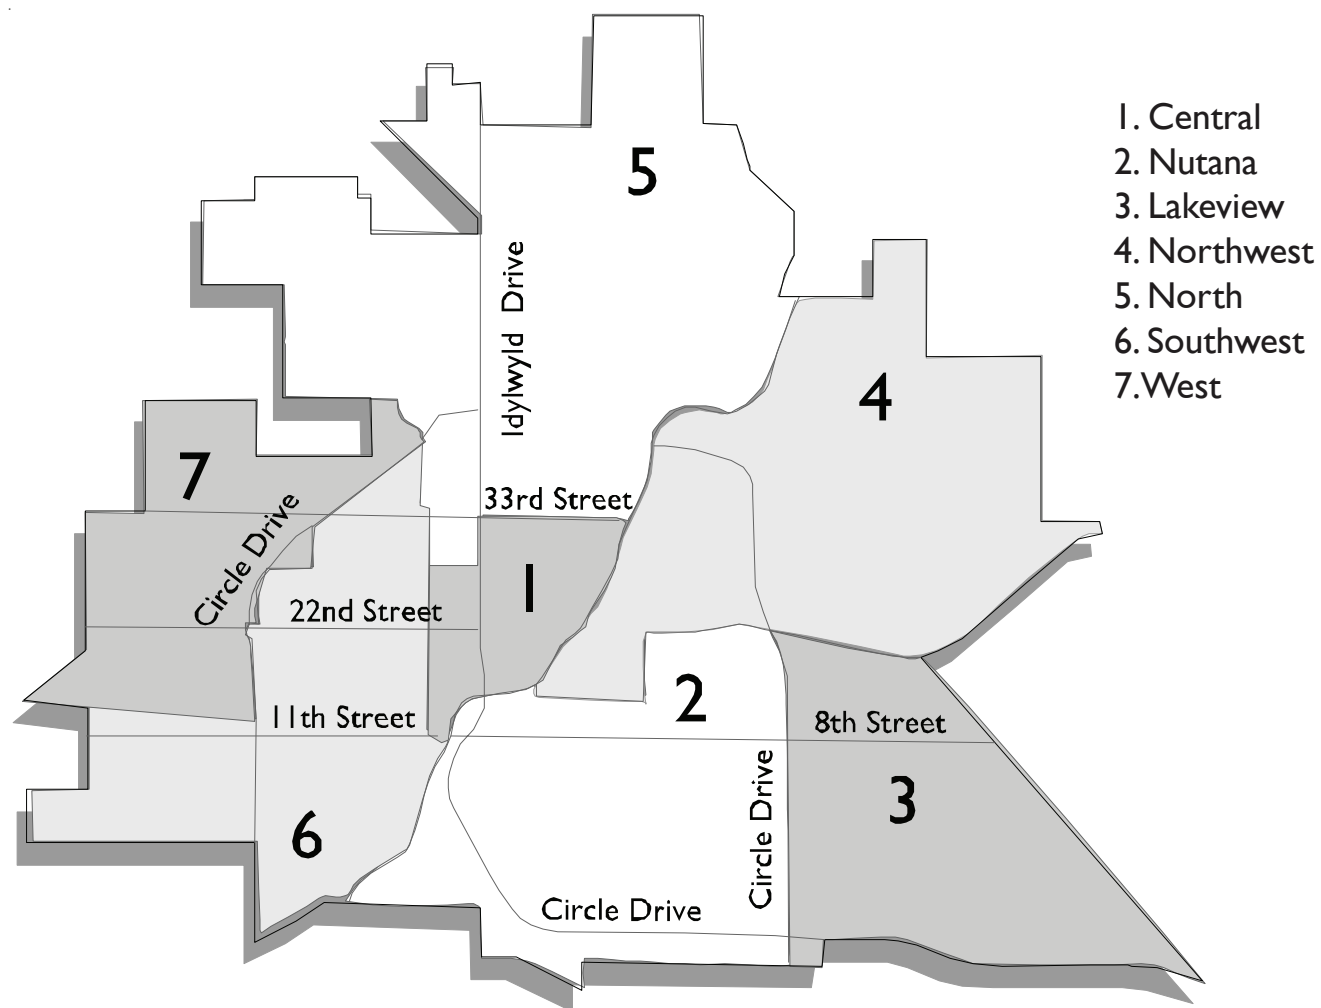 1. Central
2. Nutana
3. Lakeview
4. Northwest
5. North
6. Southwest
7. West
5
Idylwyld Drive
4
7
33rd Street
Circle Drive
1
22nd Street
2
11th Street
8th Street
Circle Drive
3
6
Circle Drive